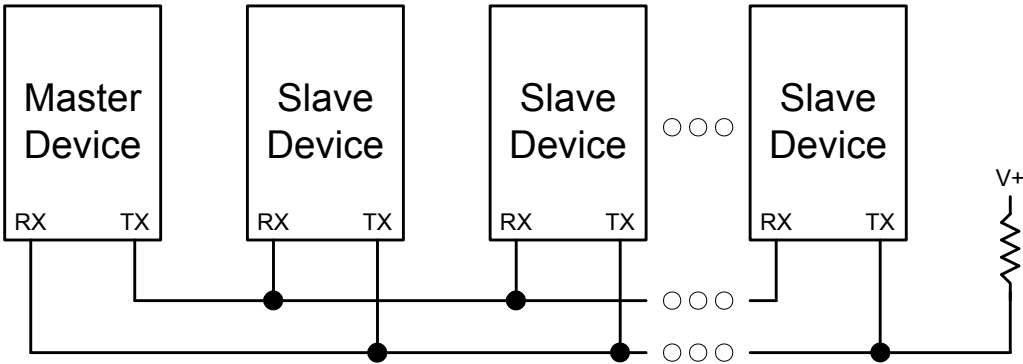 Master
Device
Slave
Device
Slave
Device
Slave
Device
V+
RX TX
RX TX
RX TX
RX TX